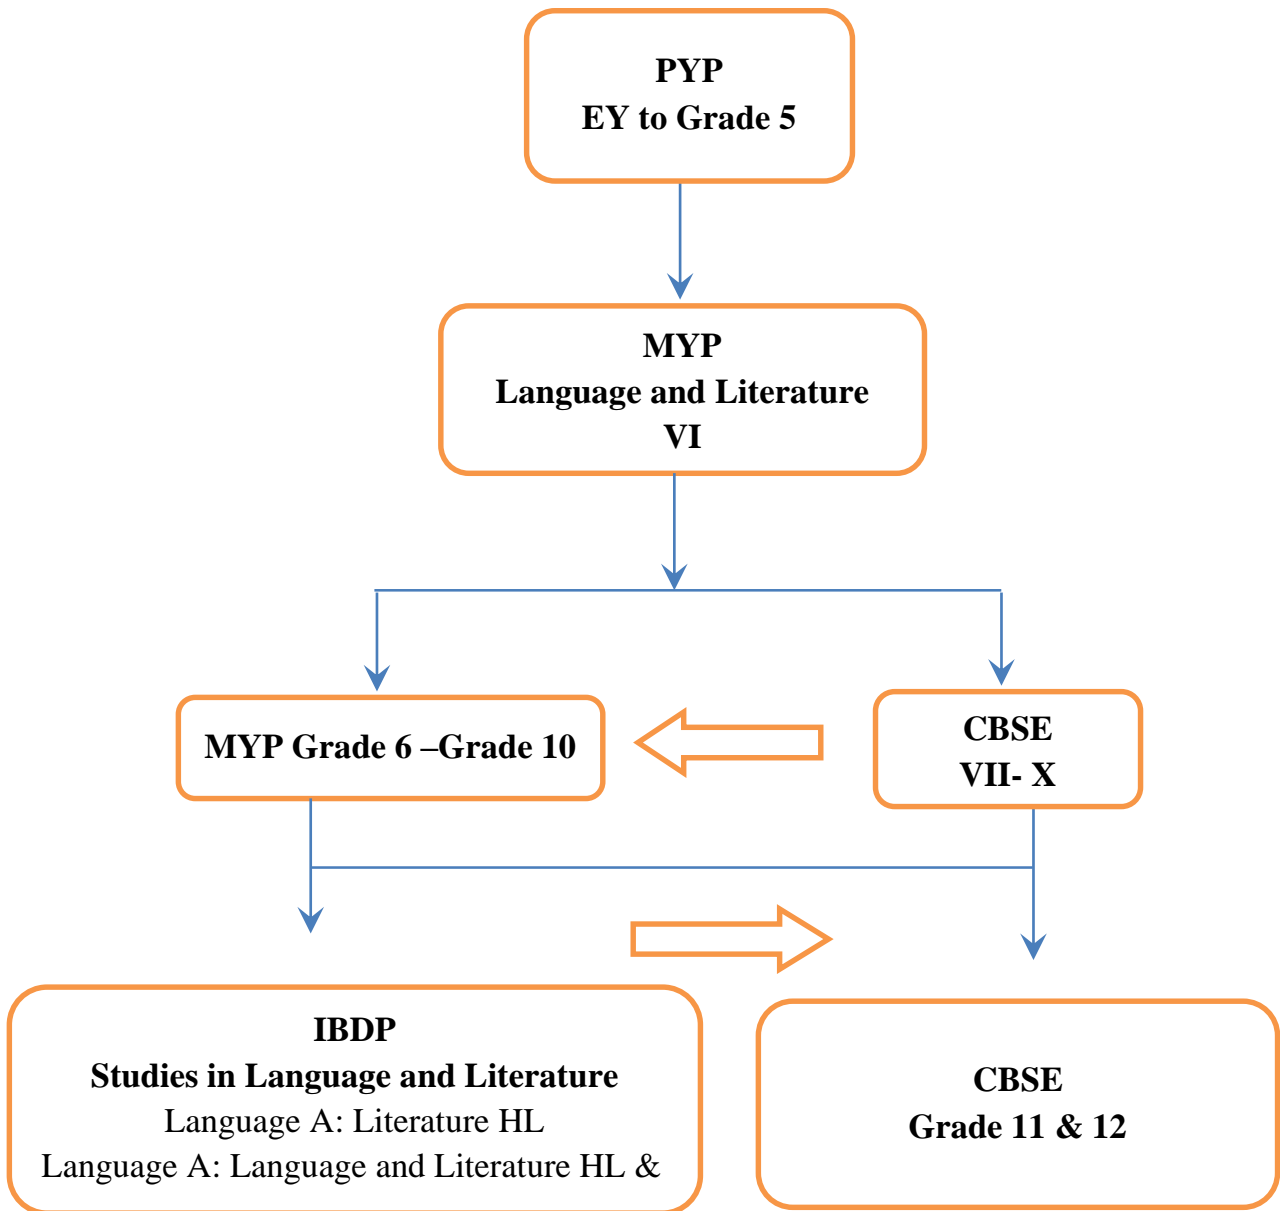 PYP
EY to Grade 5
MYP
Language and Literature
VI
MYP Grade 6 –Grade 10
CBSE
VII- X
IBDP
Studies in Language and Literature
Language A: Literature HL
Language A: Language and Literature HL &
CBSE
Grade 11 & 12